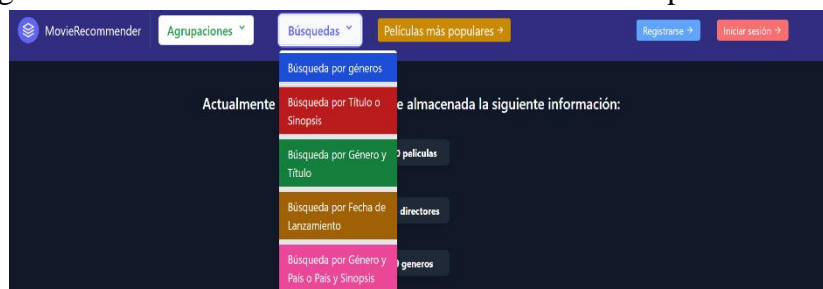 MovieRecommender
Agrupaciones
Búsquedas
Películas más populares →
Registrarse →
Iniciar sesión →
Búsqueda por géneros
Actualmente
e almacenada la siguiente información:
Búsqueda por Título o
Sinopsis
Búsqueda por Género y
Título
0 peliculas
Búsqueda por Fecha de
Lanzamiento
directores
Búsqueda por Género y
País o País y Sinopsis
generos